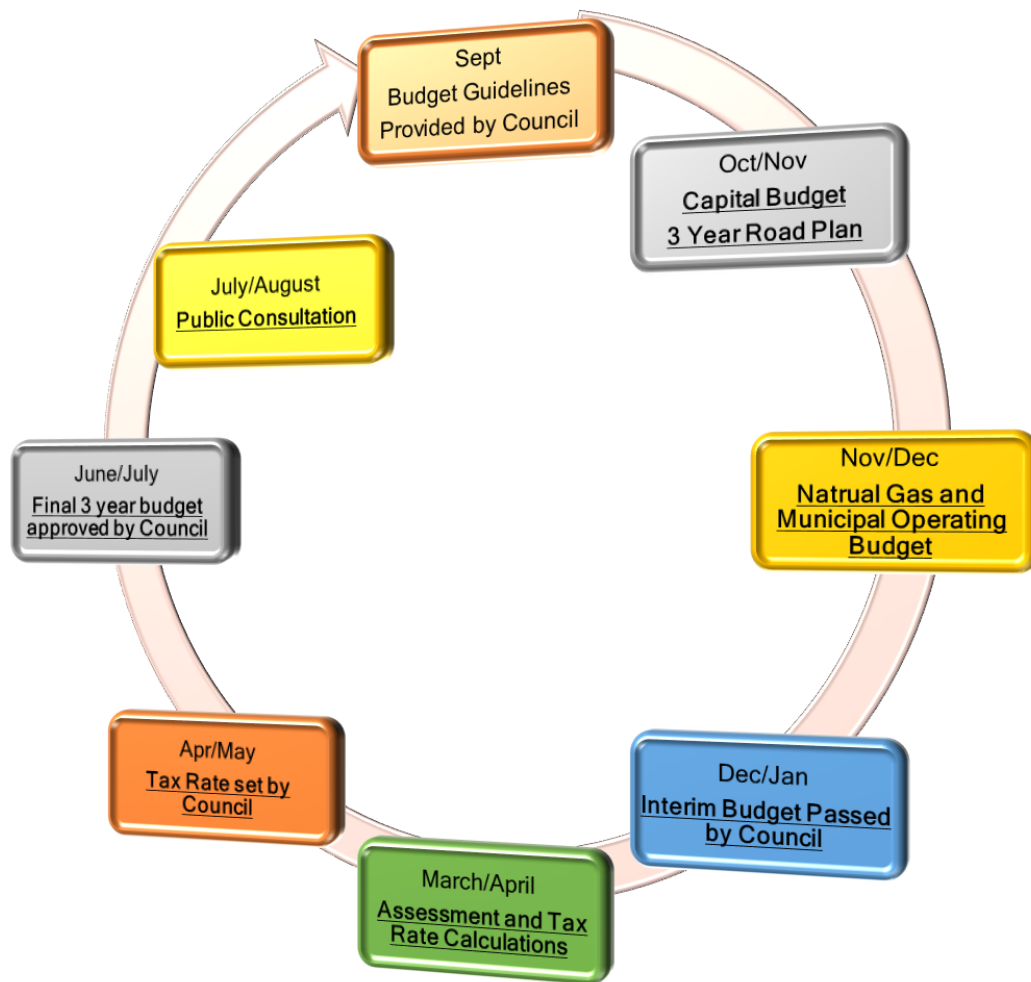 Sept
Budget Guidelines
Provided by Council
Oct/Nov
Capital Budget
3 Year Road Plan
Nov/Dec
Natrual Gas and
Municipal Operating
Budget
Dec/Jan
Interim Budget Passed
by Council
March/April
Assessment and Tax
Rate Calculations
Apr/May
Tax Rate set by
Council
June/July
Final 3 year budget
approved by Council
July/August
Public Consultation